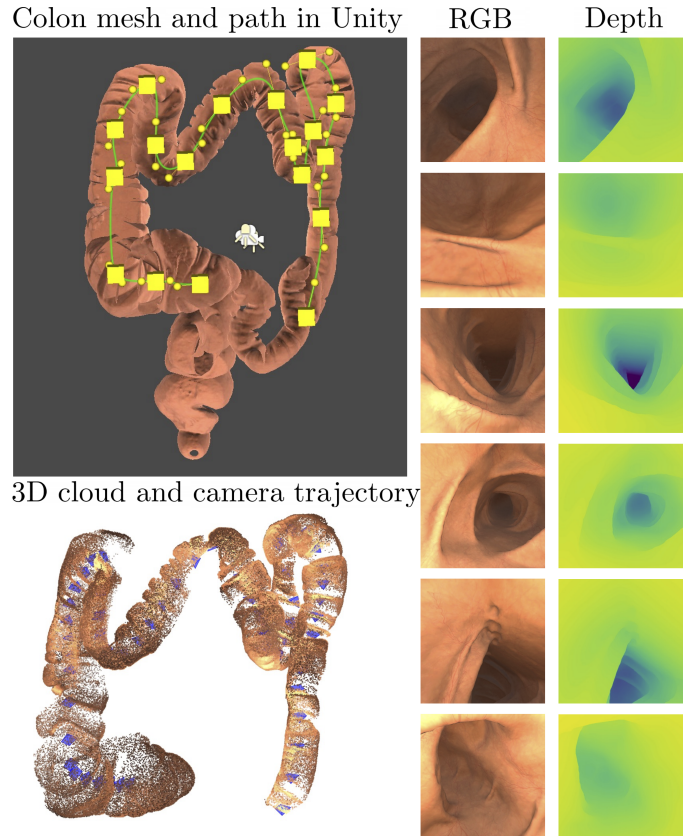 Colon mesh and path in Unity
RGB
Depth
3D cloud and camera trajectory